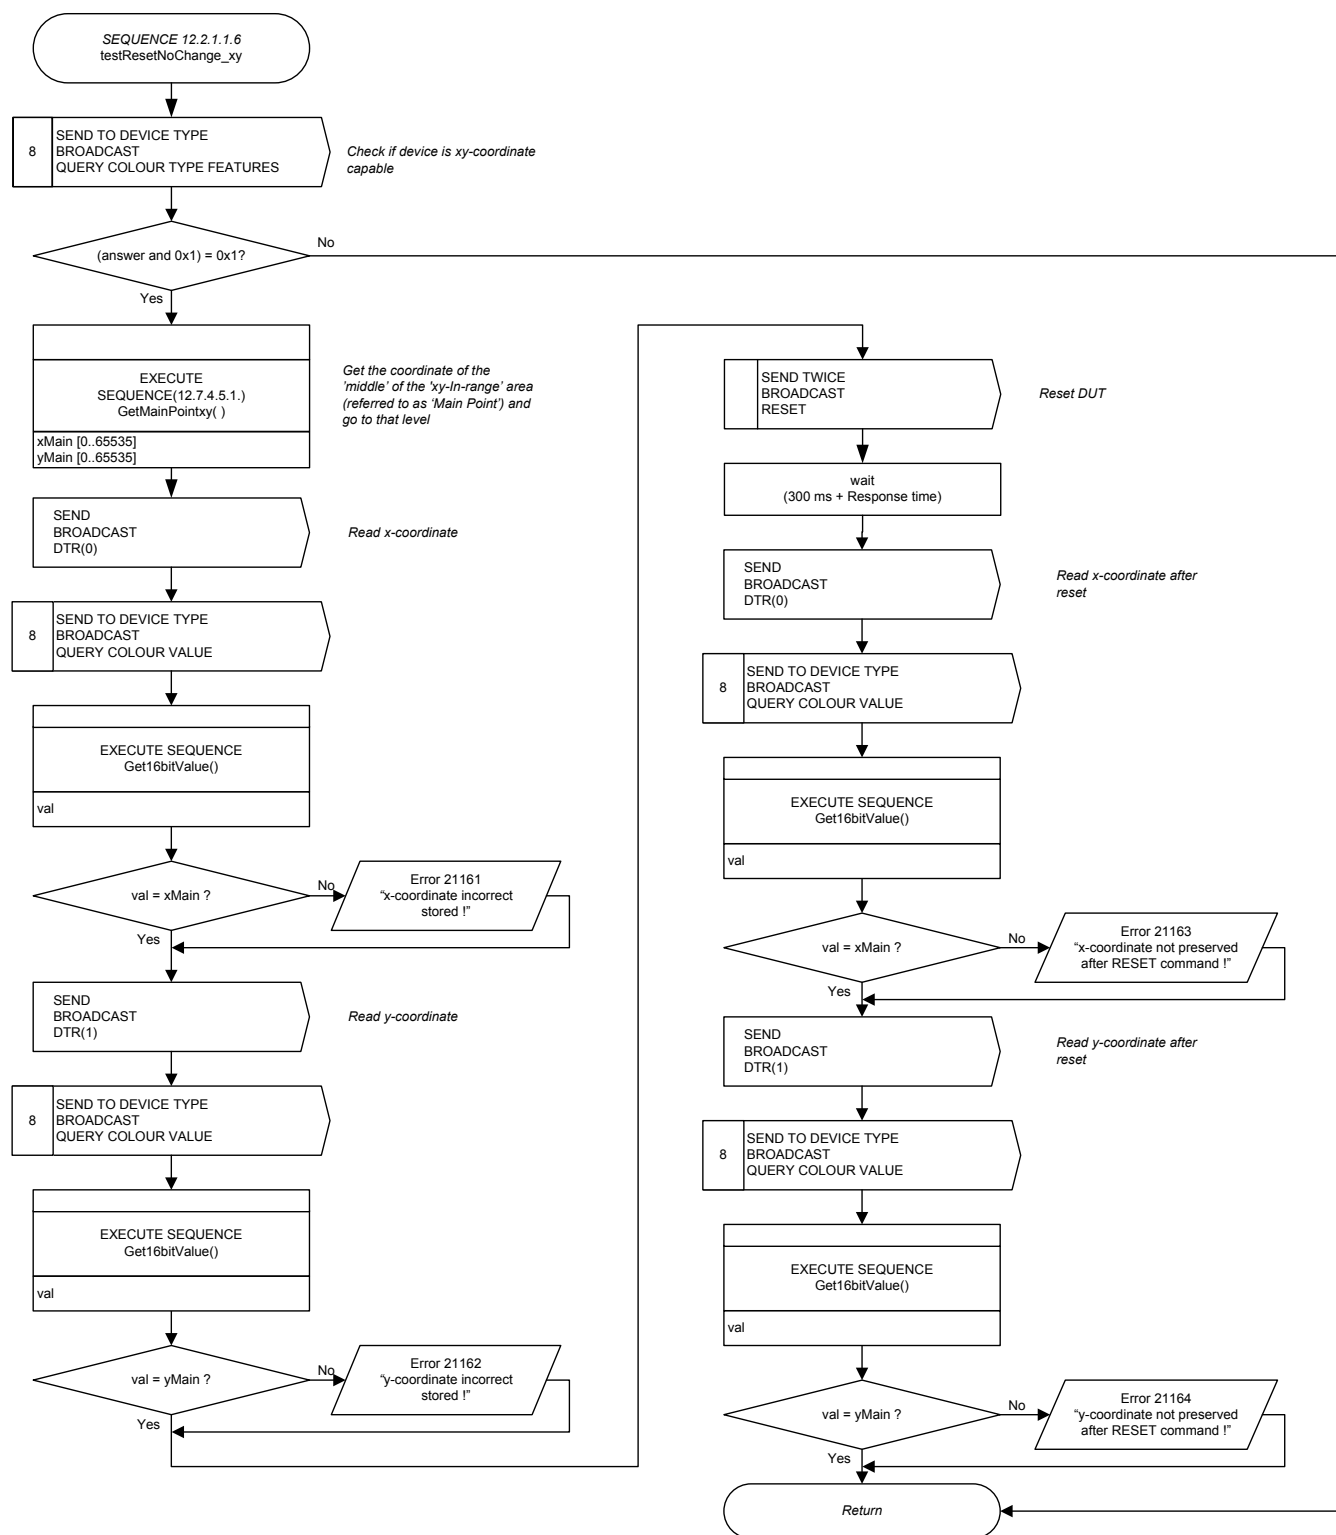 SEQUENCE 12.2.1.1.6
testResetNoChange_xy
8
SEND TO DEVICE TYPE
BROADCAST
QUERY COLOUR TYPE FEATURES
Check if device is xy-coordinate
capable
(answer and 0x1) = 0x1?
No
Yes
EXECUTE
SEQUENCE(12.7.4.5.1.)
GetMainPointxy( )
xMain [0..65535]
yMain [0..65535]
Get the coordinate of the
'middle' of the 'xy-In-range' area
(referred to as ‘Main Point’) and
go to that level
SEND
BROADCAST
DTR(0)
Read x-coordinate
8
SEND TO DEVICE TYPE
BROADCAST
QUERY COLOUR VALUE
EXECUTE SEQUENCE
Get16bitValue()
val
val = xMain ?
No
Error 21161
“x-coordinate incorrect
stored !”
Yes
SEND
BROADCAST
DTR(1)
Read y-coordinate
8
SEND TO DEVICE TYPE
BROADCAST
QUERY COLOUR VALUE
EXECUTE SEQUENCE
Get16bitValue()
val
val = yMain ?
No
Error 21162
“y-coordinate incorrect
stored !”
Yes
SEND TWICE
BROADCAST
RESET
Reset DUT
wait
(300 ms + Response time)
SEND
BROADCAST
DTR(0)
Read x-coordinate after
reset
8
SEND TO DEVICE TYPE
BROADCAST
QUERY COLOUR VALUE
EXECUTE SEQUENCE
Get16bitValue()
val
val = xMain ?
No
Error 21163
“x-coordinate not preserved
after RESET command !”
Yes
SEND
BROADCAST
DTR(1)
Read y-coordinate after
reset
8
SEND TO DEVICE TYPE
BROADCAST
QUERY COLOUR VALUE
EXECUTE SEQUENCE
Get16bitValue()
val
val = yMain ?
No
Error 21164
“y-coordinate not preserved
after RESET command !”
Yes
Return